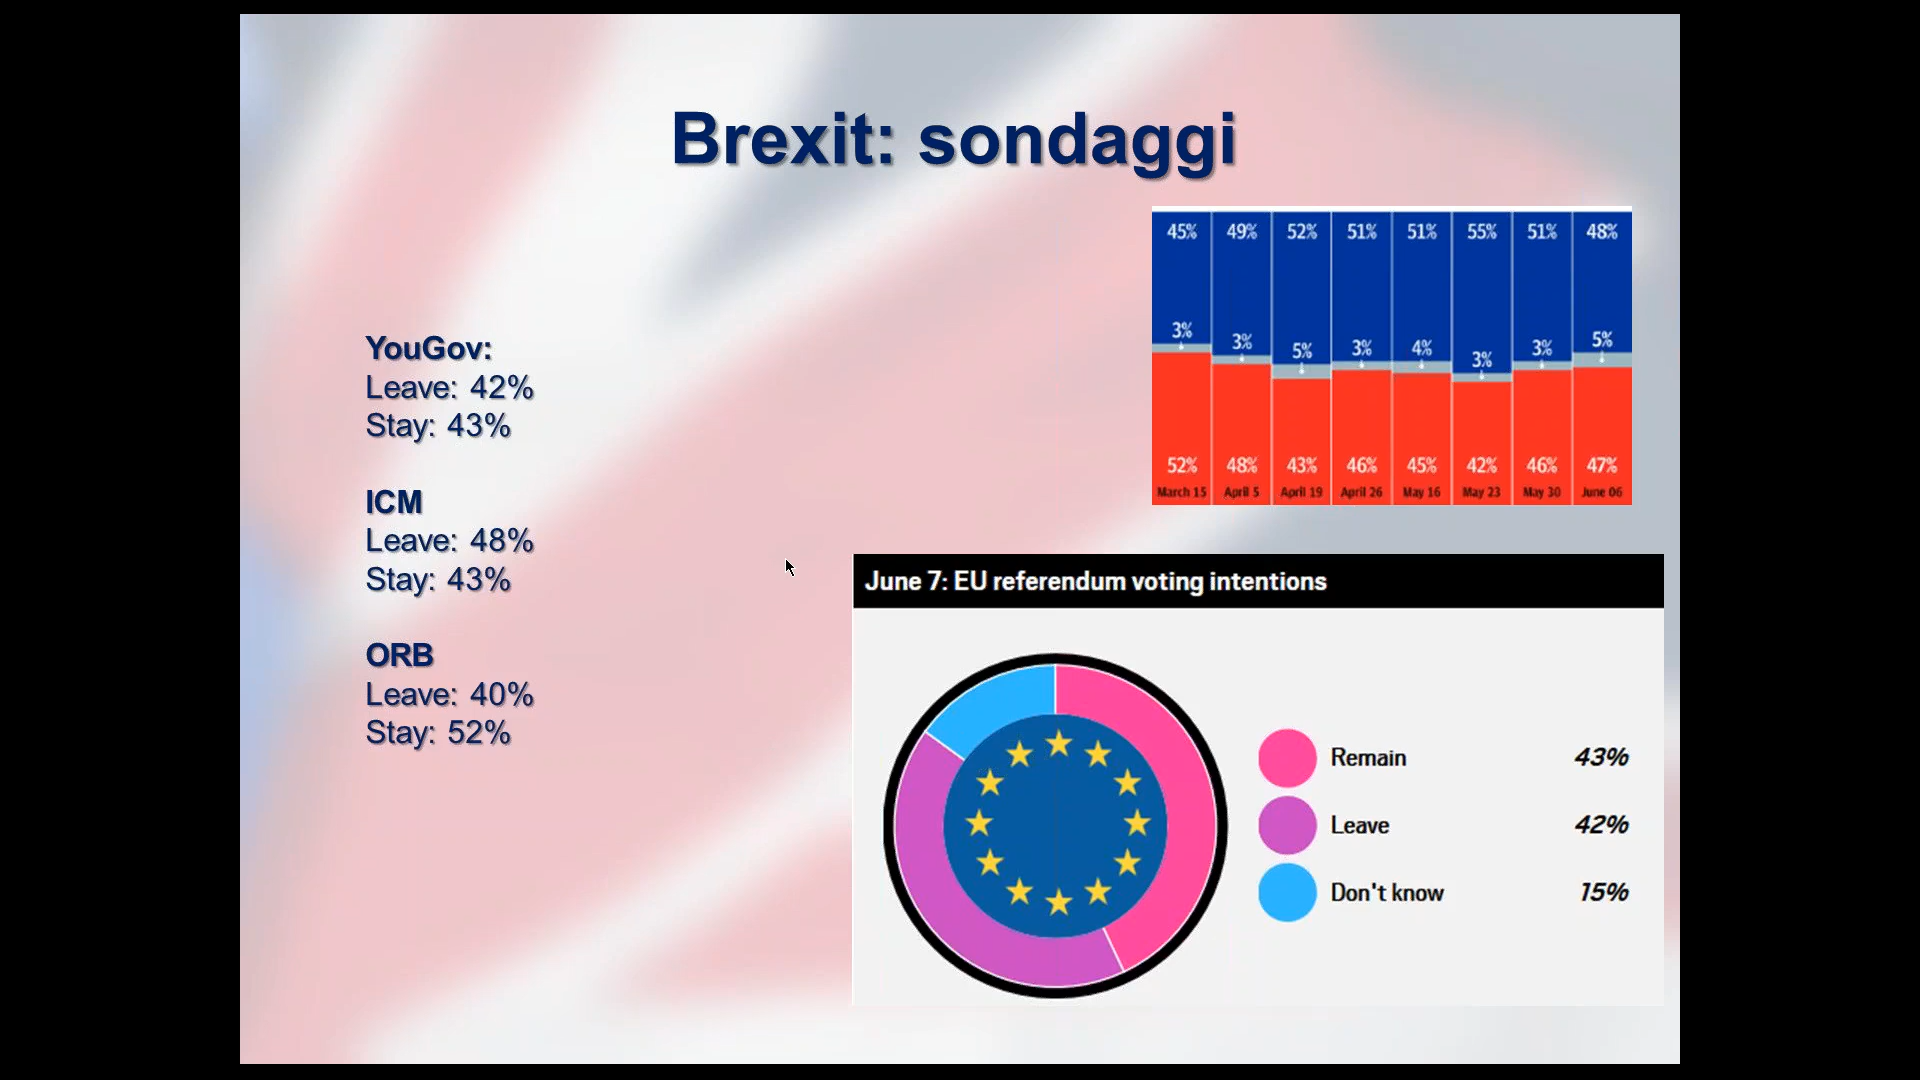 Brexit: sondaggi
YouGov:
Leave: 42%
Stay: 43%
ICM
Leave: 48%
Stay: 43%
ORB
Leave: 40%
Stay: 52%
45% 49% 52% 51% 51% 55% 51% 48%
3% 3% 5% 3% 4% 3% 3% 5%
52% 48% 43% 46% 45% 42% 46% 47%
March 15 April 5 April 19 April 26 May 16 May 23 May 30 June 06
June 7: EU referendum voting intentions
Remain 43%
Leave 42%
Don't know 15%